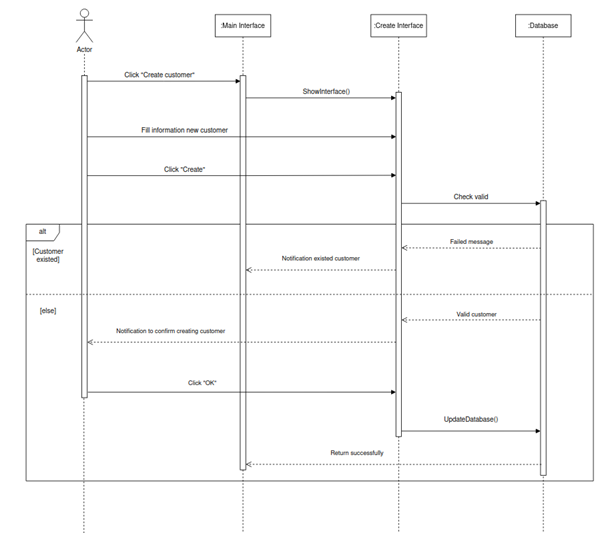 :Main Interface
:Create Interface
:Database
Actor
Click "Create customer"
ShowInterface()
Fill information new customer
Click "Create"
Check valid
alt
[Customer
existed]
Failed message
Notification existed customer
[else]
Valid customer
Notification to confirm creating customer
Click "OK"
UpdateDatabase()
Return successfully